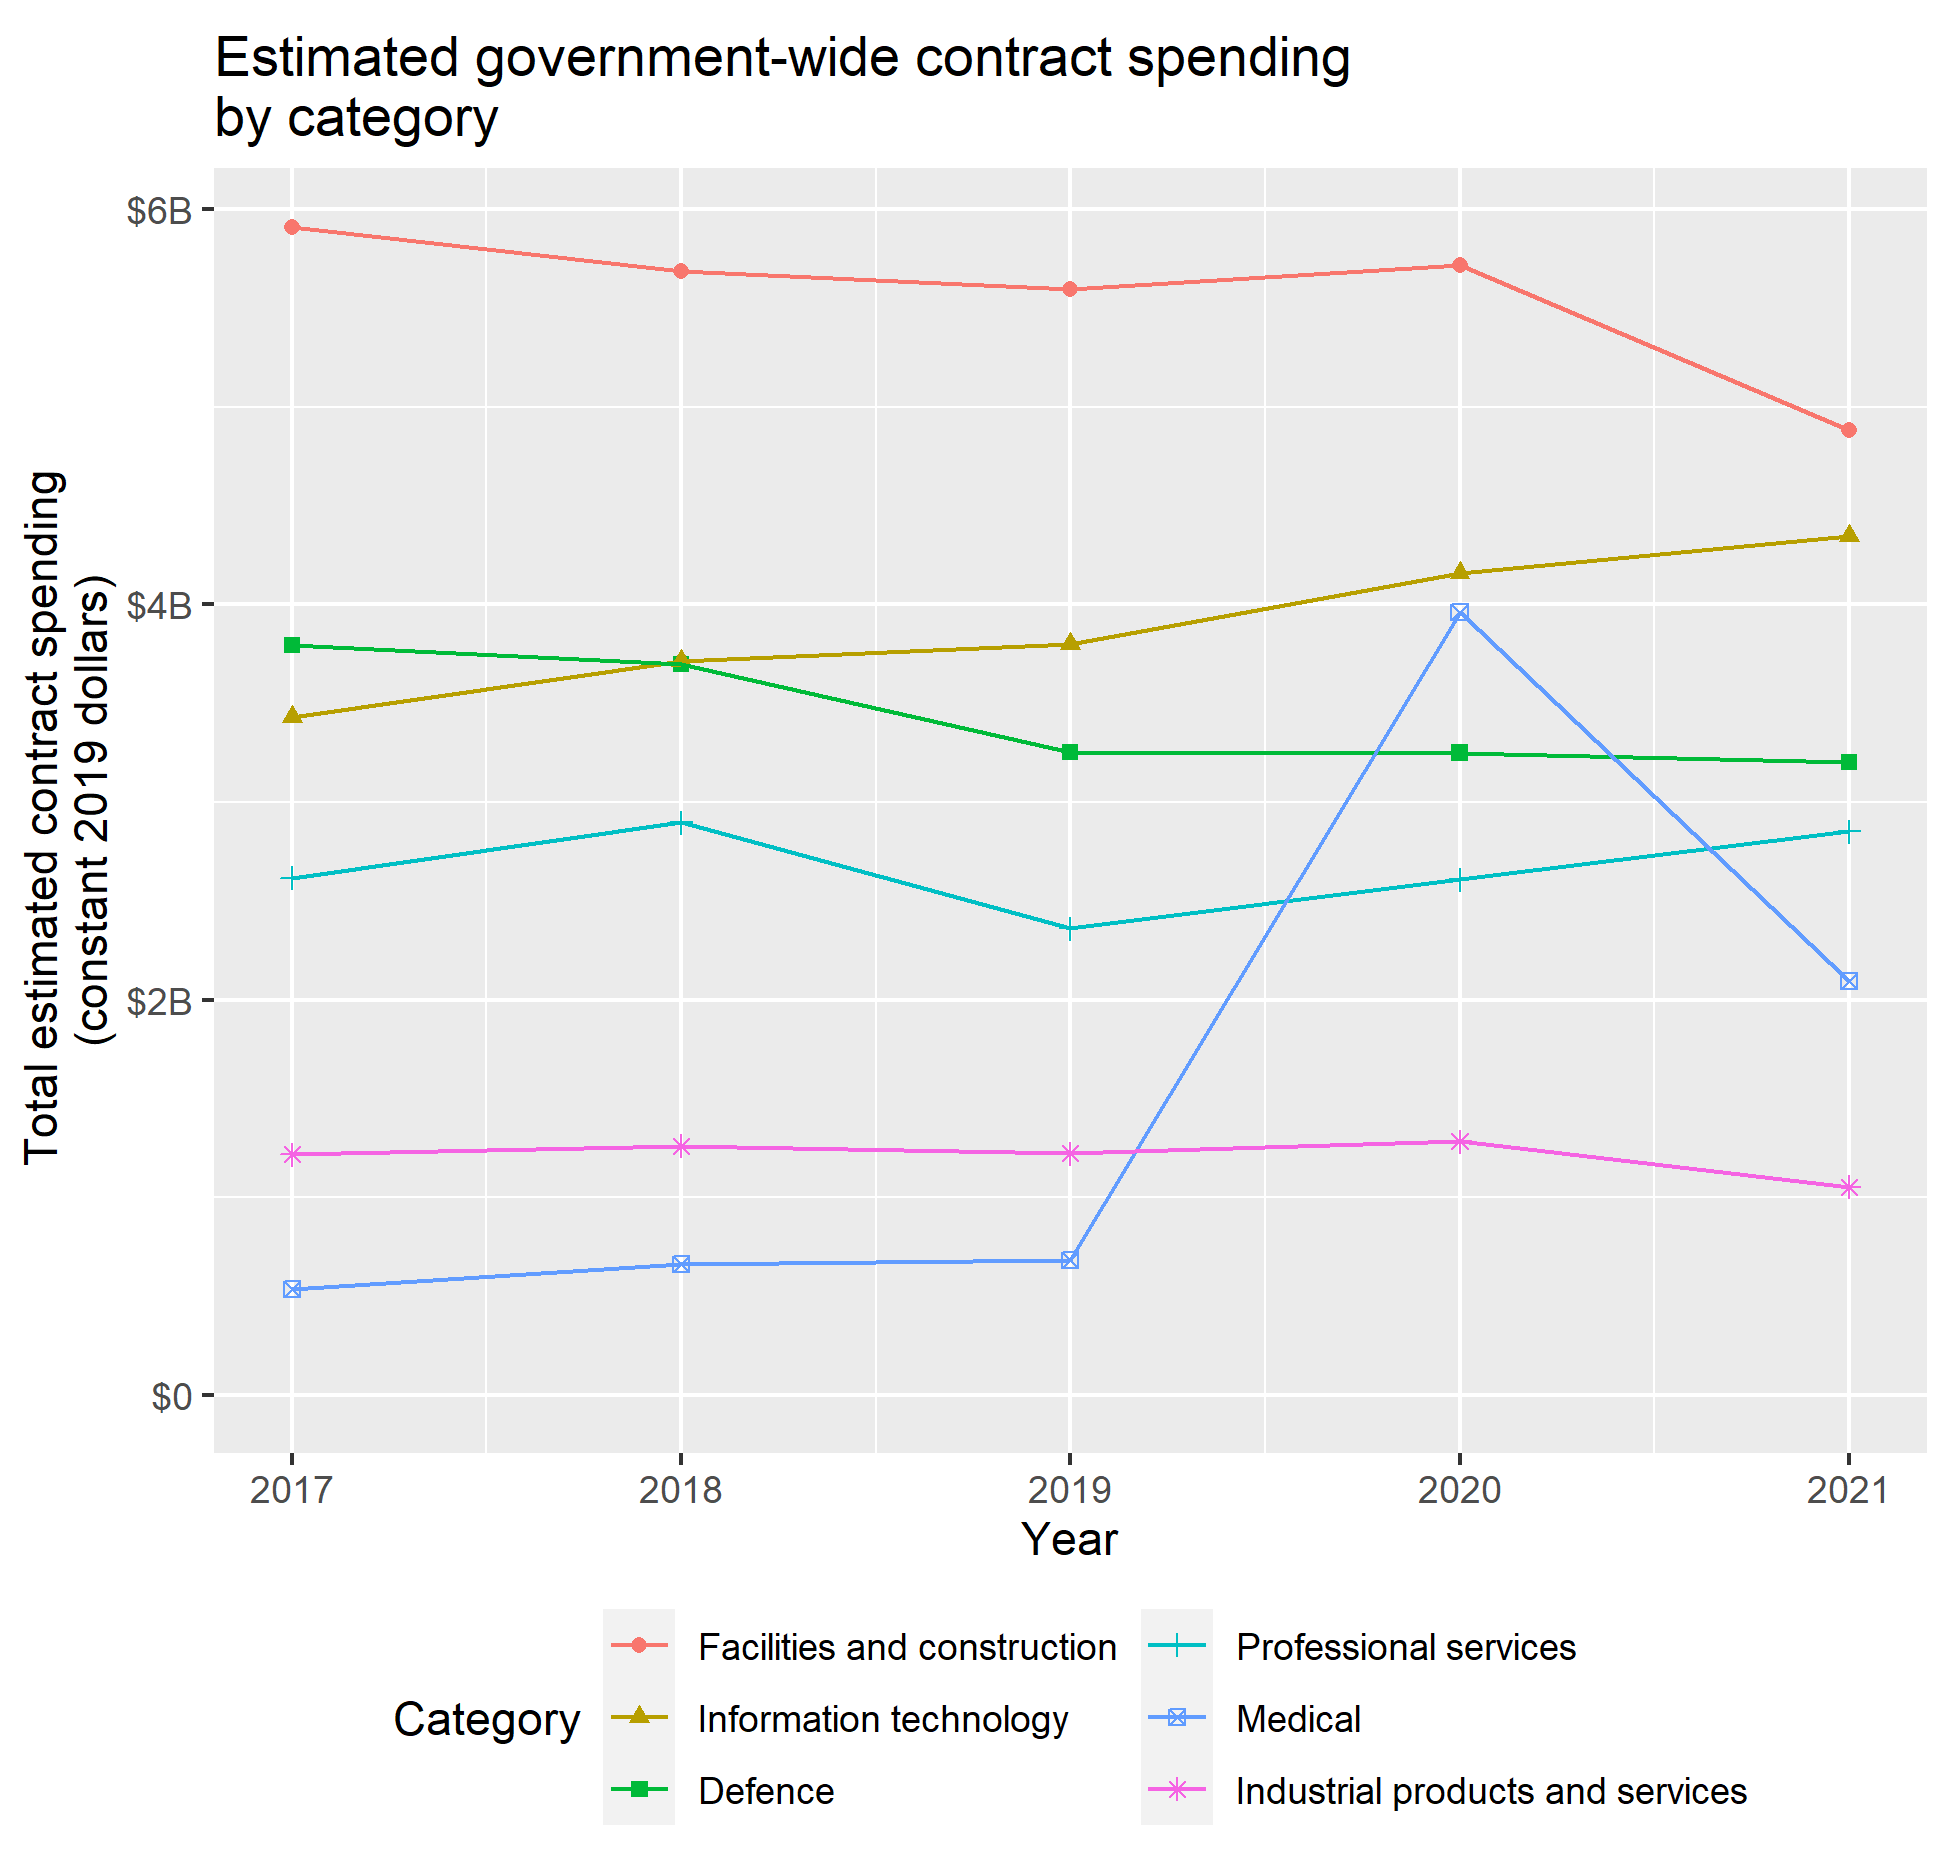 Estimated government-wide contract spending
by category
Total estimated contract spending
(constant 2019 dollars)
$6B
$4B
$2B
$0
2017 2018 2019 2020 2021
Year
Category
Facilities and construction
Information technology
Defence
Professional services
Medical
Industrial products and services